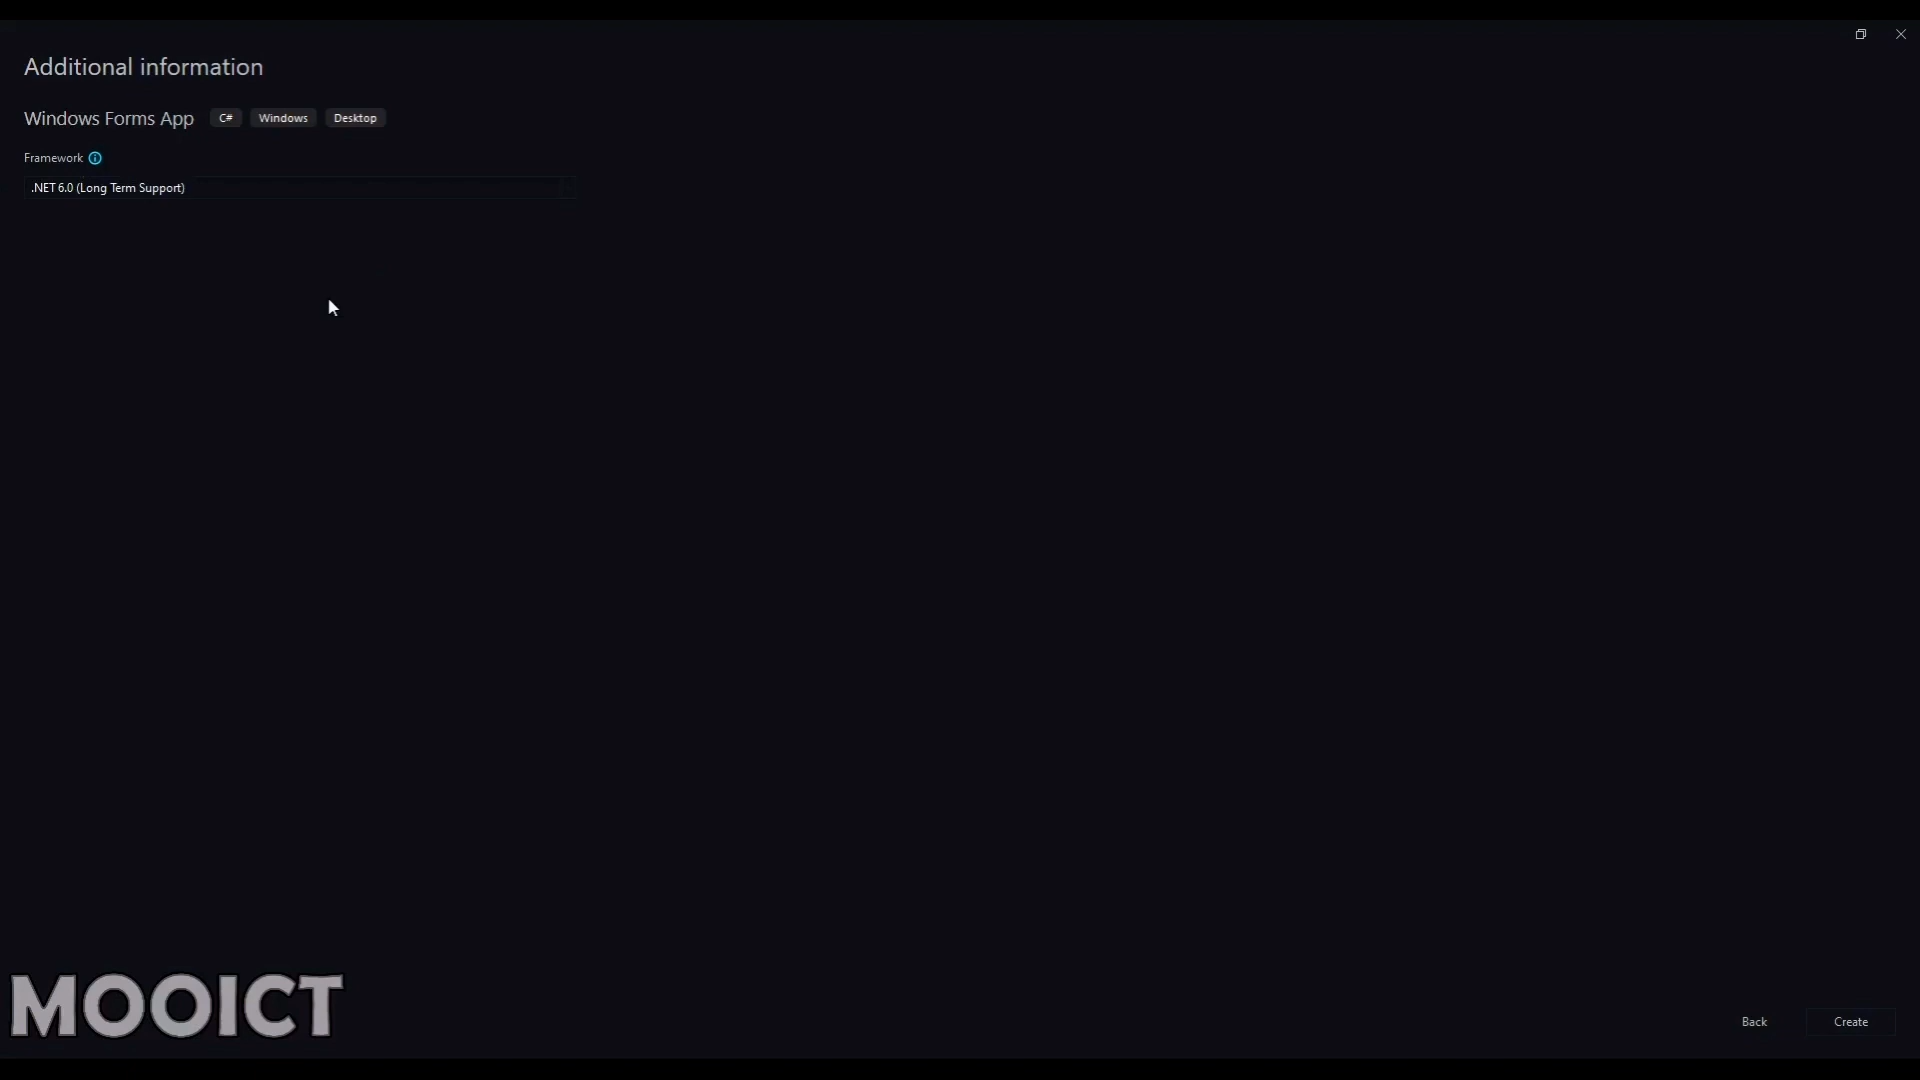 Additional information
Windows Forms App C# Windows Desktop
Framework
.NET 6.0 (Long Term Support)
MOOICT
Back Create